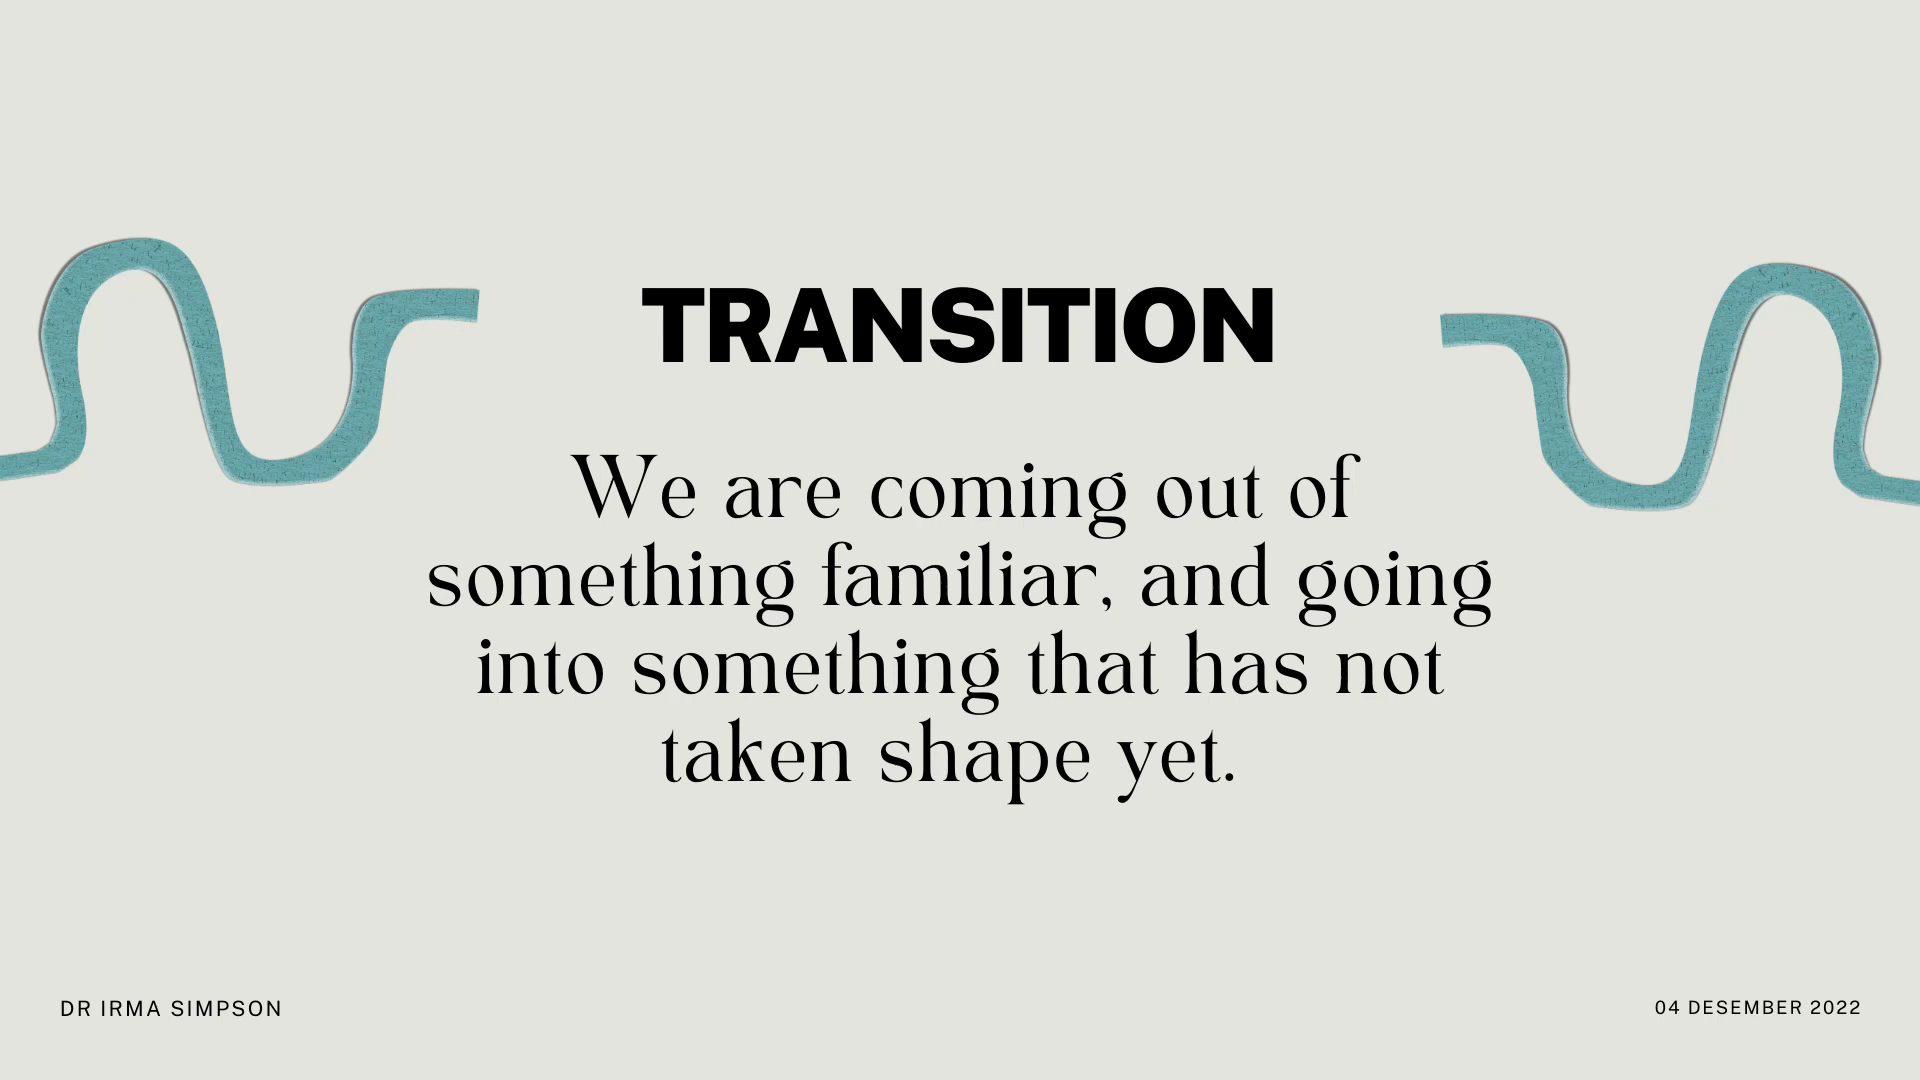 TRANSITION
We are coming out of
something familiar, and going
into something that has not
taken shape yet.
DR IRMA SIMPSON
04 DESEMBER 2022